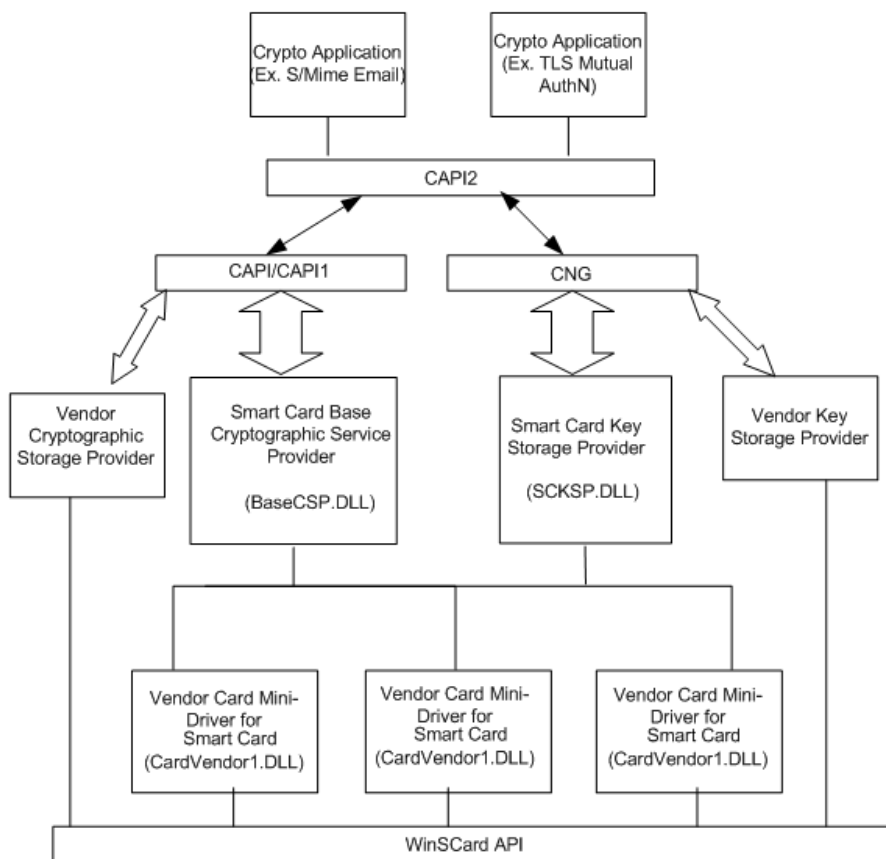 Crypto Application
(Ex. S/Mime Email)
Crypto Application
(Ex. TLS Mutual
AuthN)
CAPI2
CAPI/CAPI1
CNG
Vendor
Cryptographic
Storage Provider
Smart Card Base
Cryptographic Service
Provider
(BaseCSP.DLL)
Smart Card Key
Storage Provider
(SCKSP.DLL)
Vendor Key
Storage Provider
Vendor Card Mini-
Driver for
Smart Card
(CardVendor1.DLL)
Vendor Card Mini-
Driver for
Smart Card
(CardVendor1.DLL)
Vendor Card Mini-
Driver for
Smart Card
(CardVendor1.DLL)
WinSCard API